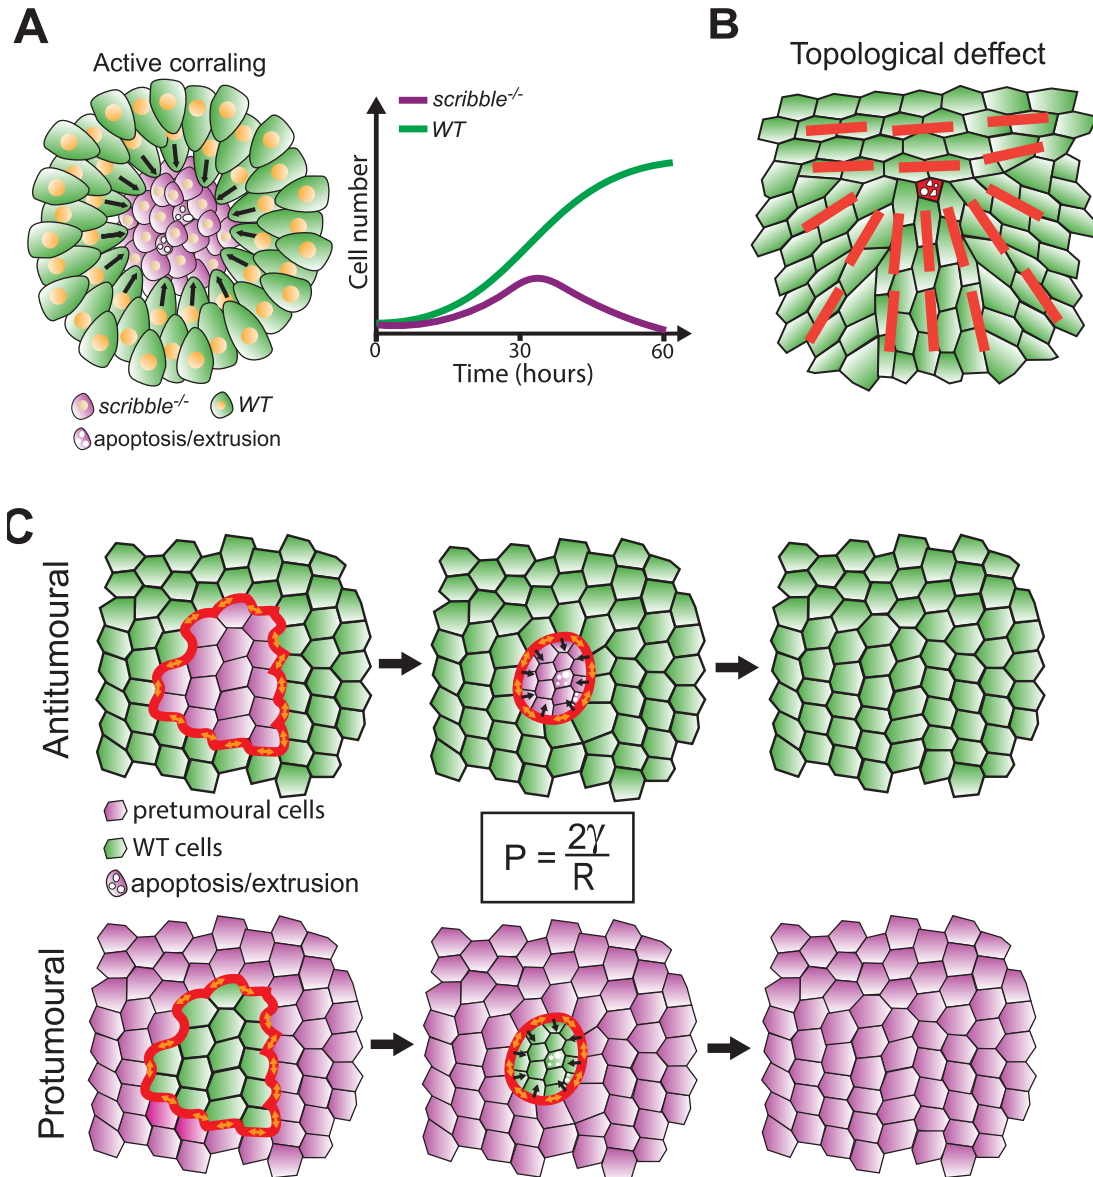 A
Active corraling
scribble-/-
WT
Cell number
0
30
60
Time (hours)
scribble-/-
WT
apoptosis/extrusion
B
Topological deffect
C
Antitumoural
pretumoural cells
WT cells
apoptosis/extrusion
P = 2γ/R
Protumoural